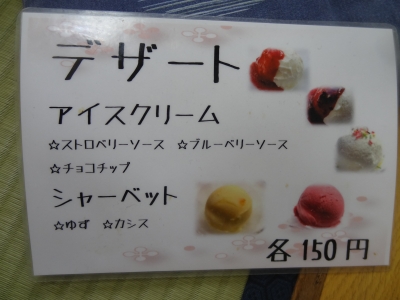 デザート
アイスクリーム
☆ストロベリーソース ☆ブルーベリーソース
☆チョコチップ
シャーベット
☆ゆず ☆カシス
各150円